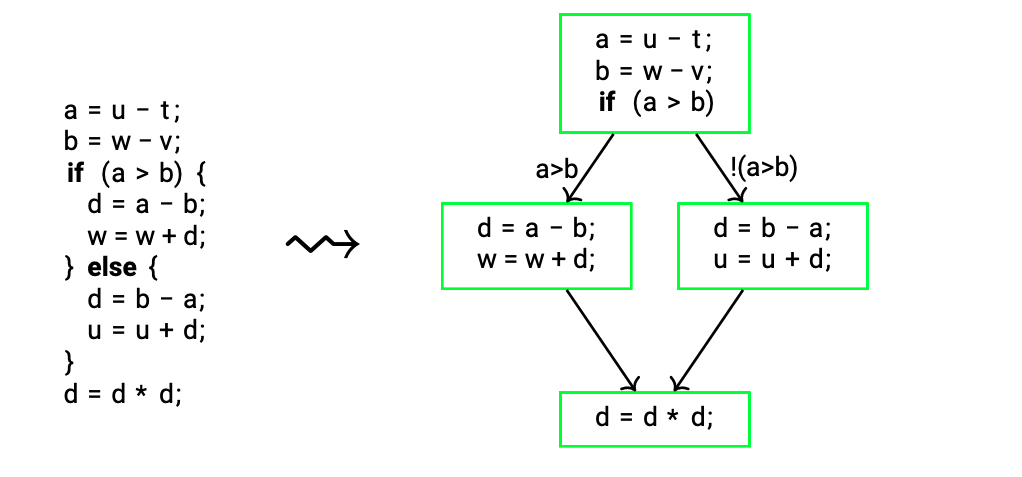 a = u - t;
b = w - v;
if (a > b) {
d = a - b;
w = w + d;
} else {
d = b - a;
u = u + d;
}
d = d * d;
a = u - t;
b = w - v;
if (a > b)
a>b
!(a>b)
d = a - b;
w = w + d;
d = b - a;
u = u + d;
d = d * d;